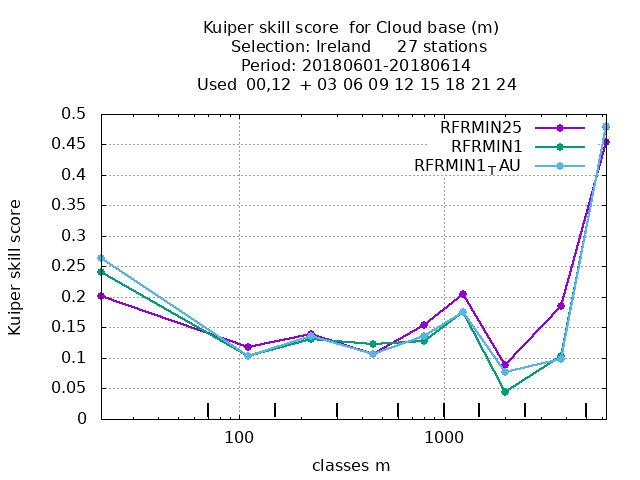 Kuiper skill score  for Cloud base (m)
Selection: Ireland     27 stations
Period: 20180601-20180614
Used  00,12  + 03 06 09 12 15 18 21 24
RFRMIN25
RFRMIN1
RFRMIN1TAU
0.5
0.45
0.4
0.35
0.3
0.25
0.2
0.15
0.1
0.05
0
Kuiper skill score
100
1000
classes m